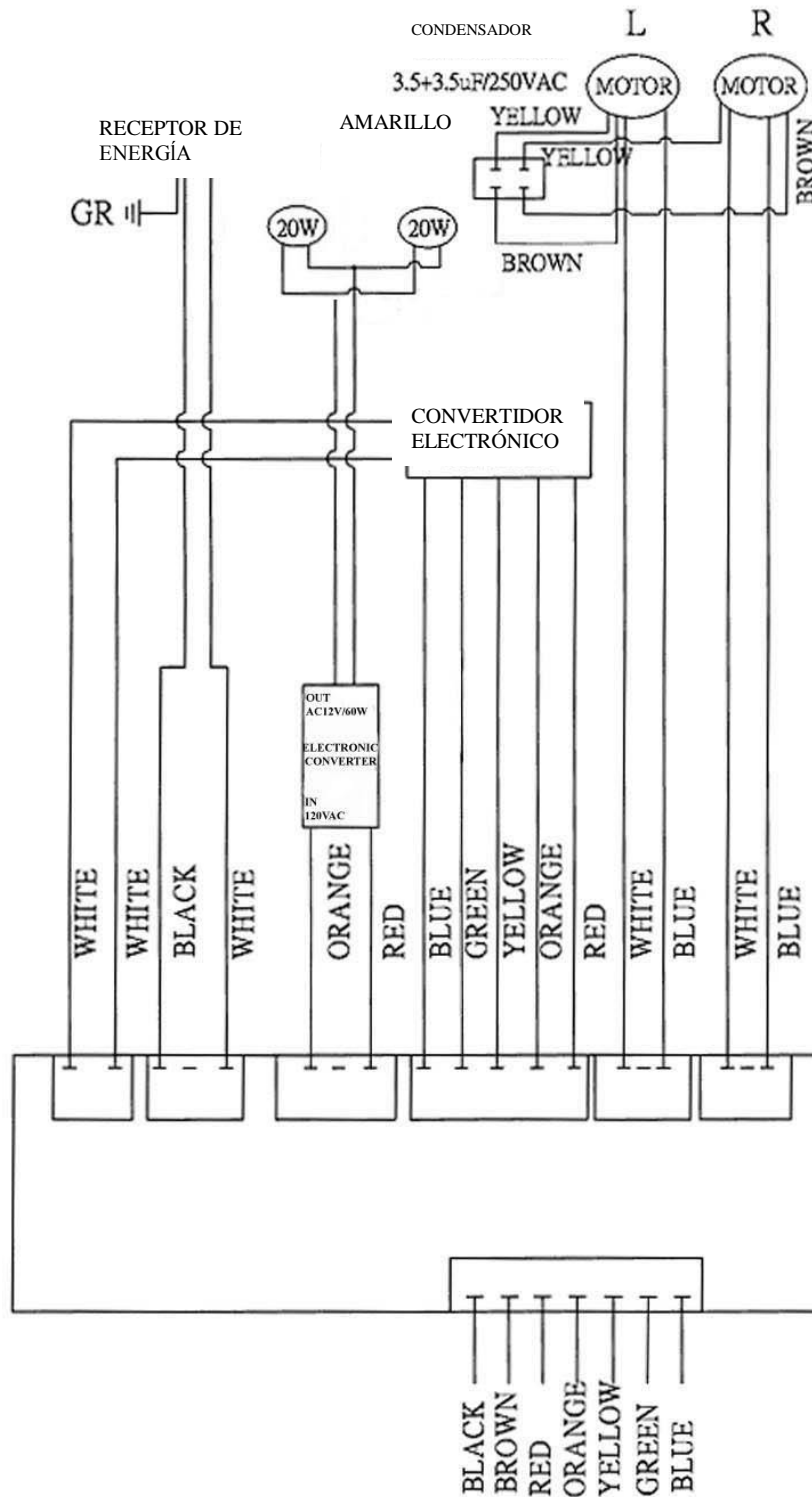 CONDENSADOR
L
R
3.5+3.5uF/250VAC
MOTOR
MOTOR
YELLOW
YELLOW
BROWN
BROWN
AMARILLO
RECEPTOR DE
ENERGÍA
GR
20W
20W
CONVERTIDOR
ELECTRÓNICO
OUT
AC12V/60W
ELECTRONIC
CONVERTER
IN
120VAC
WHITE
WHITE
BLACK
WHITE
ORANGE
RED
BLUE
GREEN
YELLOW
ORANGE
RED
WHITE
BLUE
WHITE
BLUE
BLACK
BROWN
RED
ORANGE
YELLOW
GREEN
BLUE